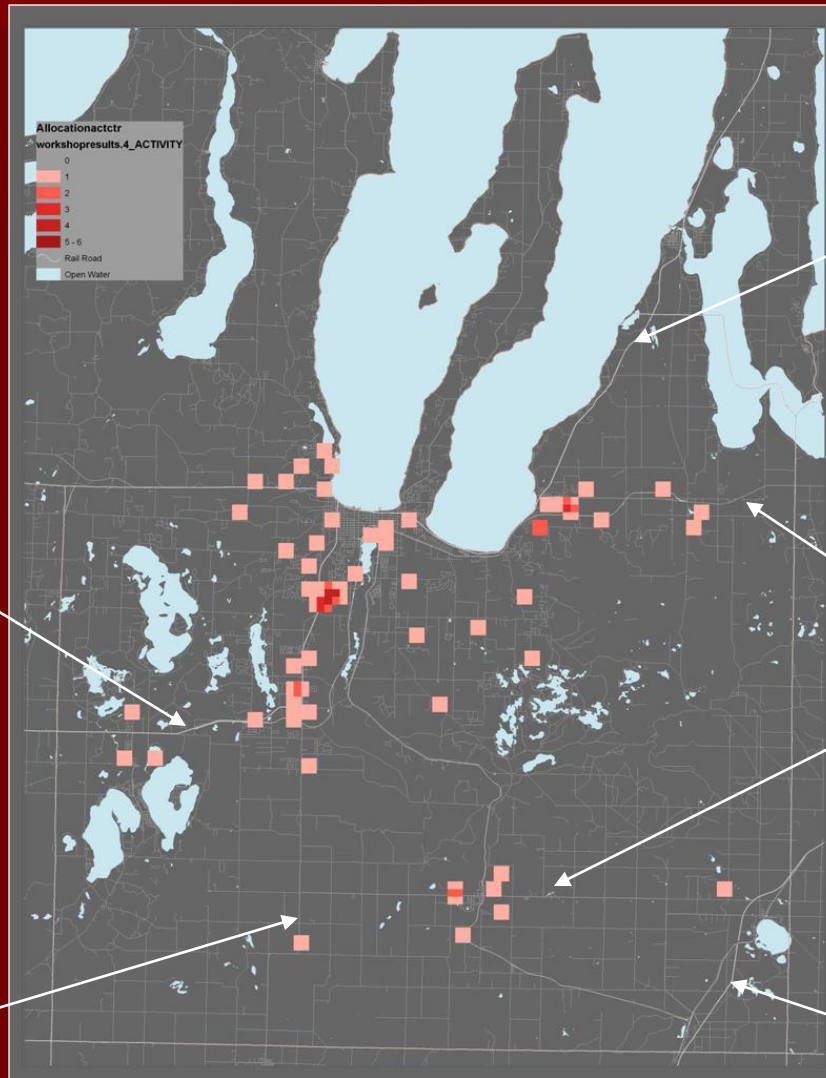 Allocationactctr
workshopresults.4_ACTIVITY
0
1
2
3
4
5 - 6
Rail Road
Open Water